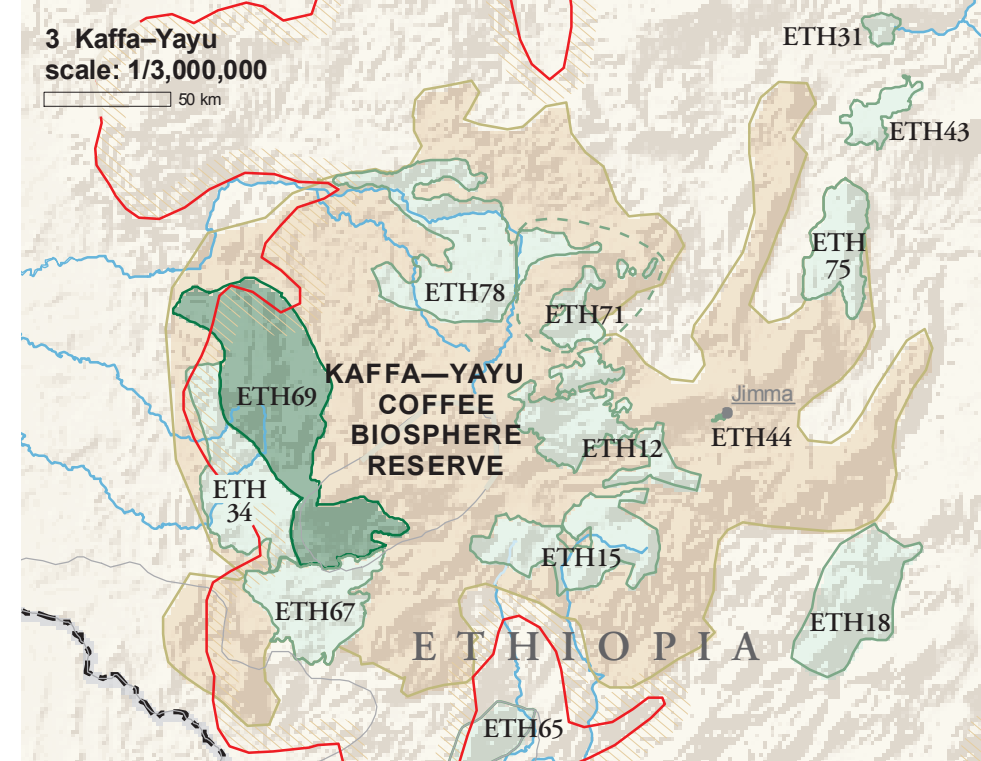 3 Kaffa–Yayu
scale: 1/3,000,000
50 km
ETH31
ETH43
ETH
75
ETH78
ETH71
KAFFA—YAYU
COFFEE
BIOSPHERE
RESERVE
ETH69
Jimma
ETH44
ETH12
ETH
34
ETH15
ETH67
ETH18
ETHIOPIA
ETH65